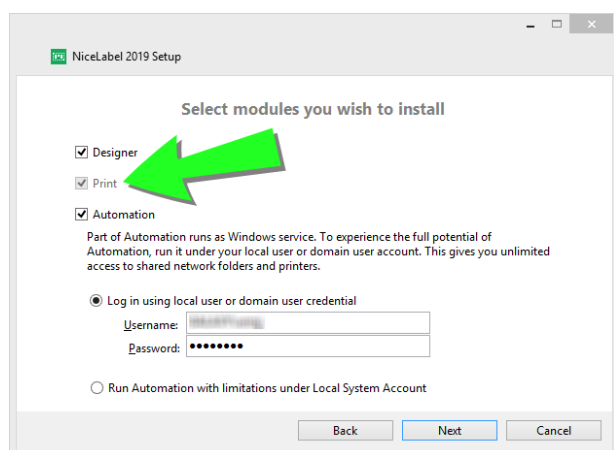 NiceLabel 2019 Setup
Select modules you wish to install
Designer
Print
Automation
Part of Automation runs as Windows service. To experience the full potential of
Automation, run it under your local user or domain user account. This gives you unlimited
access to shared network folders and printers.
Log in using local user or domain user credential
Username:
Password:
Run Automation with limitations under Local System Account
Back Next Cancel